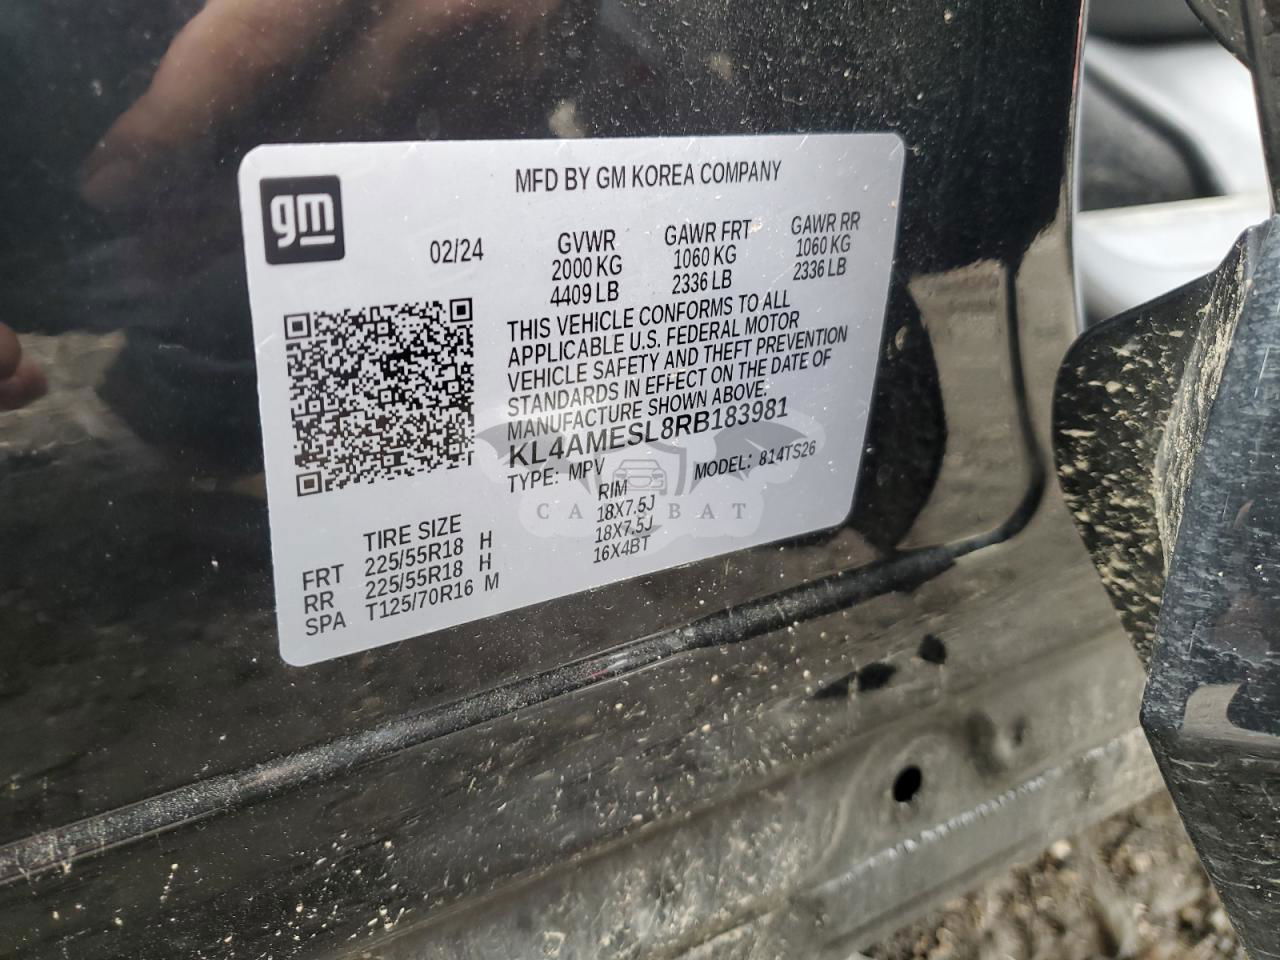 gm
MFD BY GM KOREA COMPANY
02/24
GVWR
2000 KG
4409 LB
GAWR FRT
1060 KG
2336 LB
GAWR RR
1060 KG
2336 LB
THIS VEHICLE CONFORMS TO ALL
APPLICABLE U.S. FEDERAL MOTOR
VEHICLE SAFETY AND THEFT PREVENTION
STANDARDS IN EFFECT ON THE DATE OF
MANUFACTURE SHOWN ABOVE.
KL4AMESL8RB183981
TYPE: MPV MODEL: 814TS26
TIRE SIZE RIM
FRT 225/55R18 H 18X7.5J
RR 225/55R18 H 18X7.5J
SPA T125/70R16 M 16X4BT